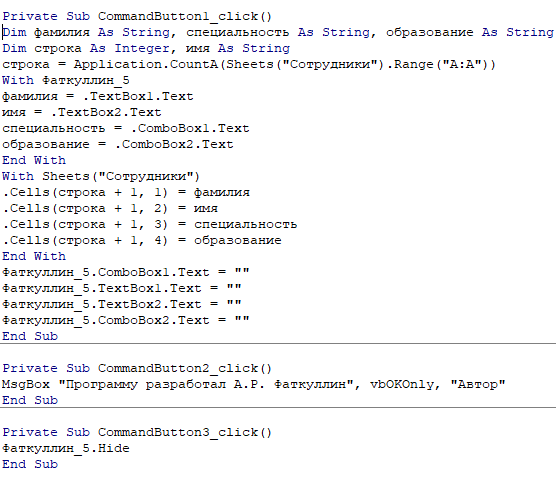 Private Sub CommandButton1_click()
Dim фамилия As String, специальность As String, образование As String
Dim строка As Integer, имя As String
строка = Application.CountA(Sheets("Сотрудники").Range("A:A"))
With Фаткуллин_5
фамилия = .TextBox1.Text
имя = .TextBox2.Text
специальность = .ComboBox1.Text
образование = .ComboBox2.Text
End With
With Sheets("Сотрудники")
.Cells(строка + 1, 1) = фамилия
.Cells(строка + 1, 2) = имя
.Cells(строка + 1, 3) = специальность
.Cells(строка + 1, 4) = образование
End With
Фаткуллин_5.ComboBox1.Text = ""
Фаткуллин_5.TextBox1.Text = ""
Фаткуллин_5.TextBox2.Text = ""
Фаткуллин_5.ComboBox2.Text = ""
End Sub
Private Sub CommandButton2_click()
MsgBox "Программу разработал А.Р. Фаткуллин", vbOKOnly, "Автор"
End Sub
Private Sub CommandButton3_click()
Фаткуллин_5.Hide
End Sub